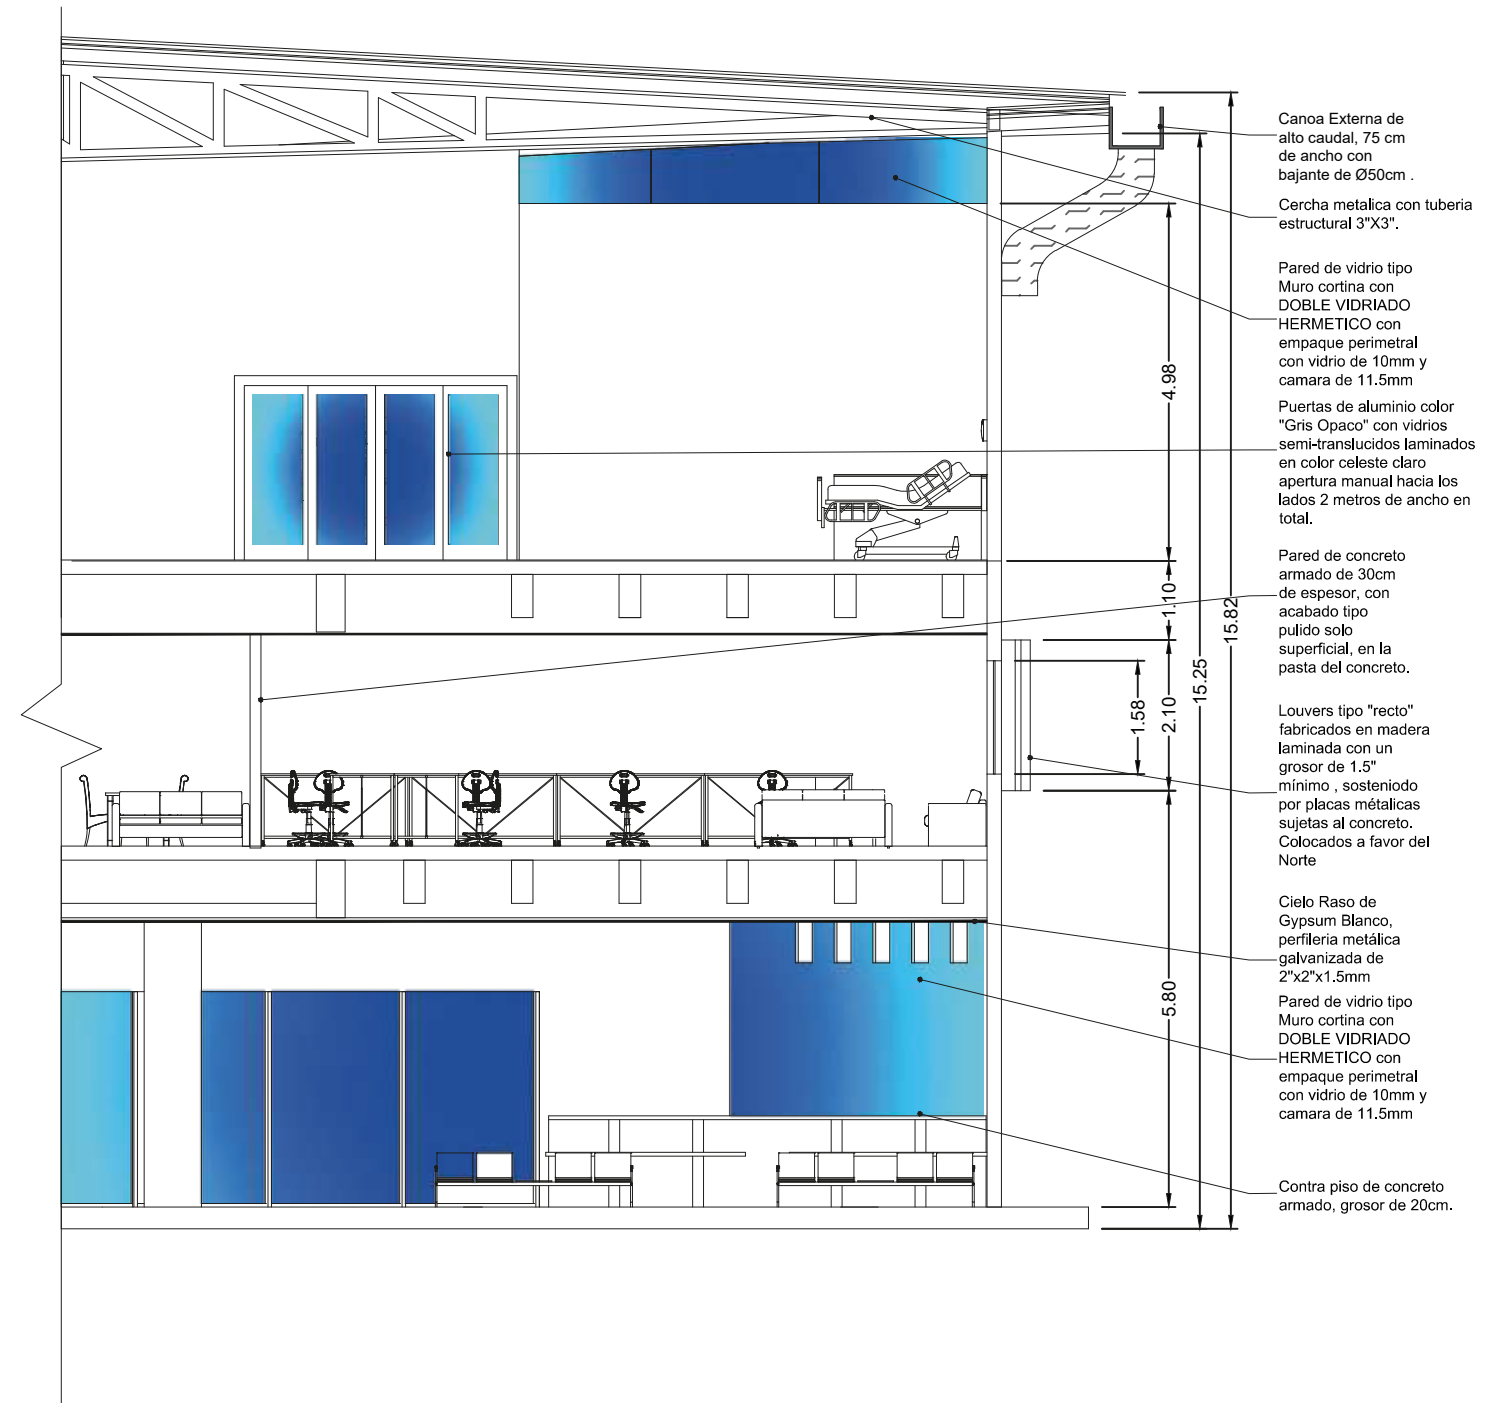 Canoa Externa de
alto caudal, 75 cm
de ancho con
bajante de Ø50cm .
Cercha metalica con tuberia
estructural 3"X3".
Pared de vidrio tipo
Muro cortina con
DOBLE VIDRIADO
HERMETICO con
empaque perimetral
con vidrio de 10mm y
camara de 11.5mm
Puertas de aluminio color
"Gris Opaco" con vidrios
semi-translucidos laminados
en color celeste claro
apertura manual hacia los
lados 2 metros de ancho en
total.
Pared de concreto
armado de 30cm
de espesor, con
acabado tipo
pulido solo
superficial, en la
pasta del concreto.
Louvers tipo "recto"
fabricados en madera
laminada con un
grosor de 1.5"
mínimo , sosteniodo
por placas métalicas
sujetas al concreto.
Colocados a favor del
Norte
Cielo Raso de
Gypsum Blanco,
perfileria metálica
galvanizada de
2"x2"x1.5mm
Pared de vidrio tipo
Muro cortina con
DOBLE VIDRIADO
HERMETICO con
empaque perimetral
con vidrio de 10mm y
camara de 11.5mm
Contra piso de concreto
armado, grosor de 20cm.
4.98
1.10
15.82
15.25
1.58
2.10
5.80